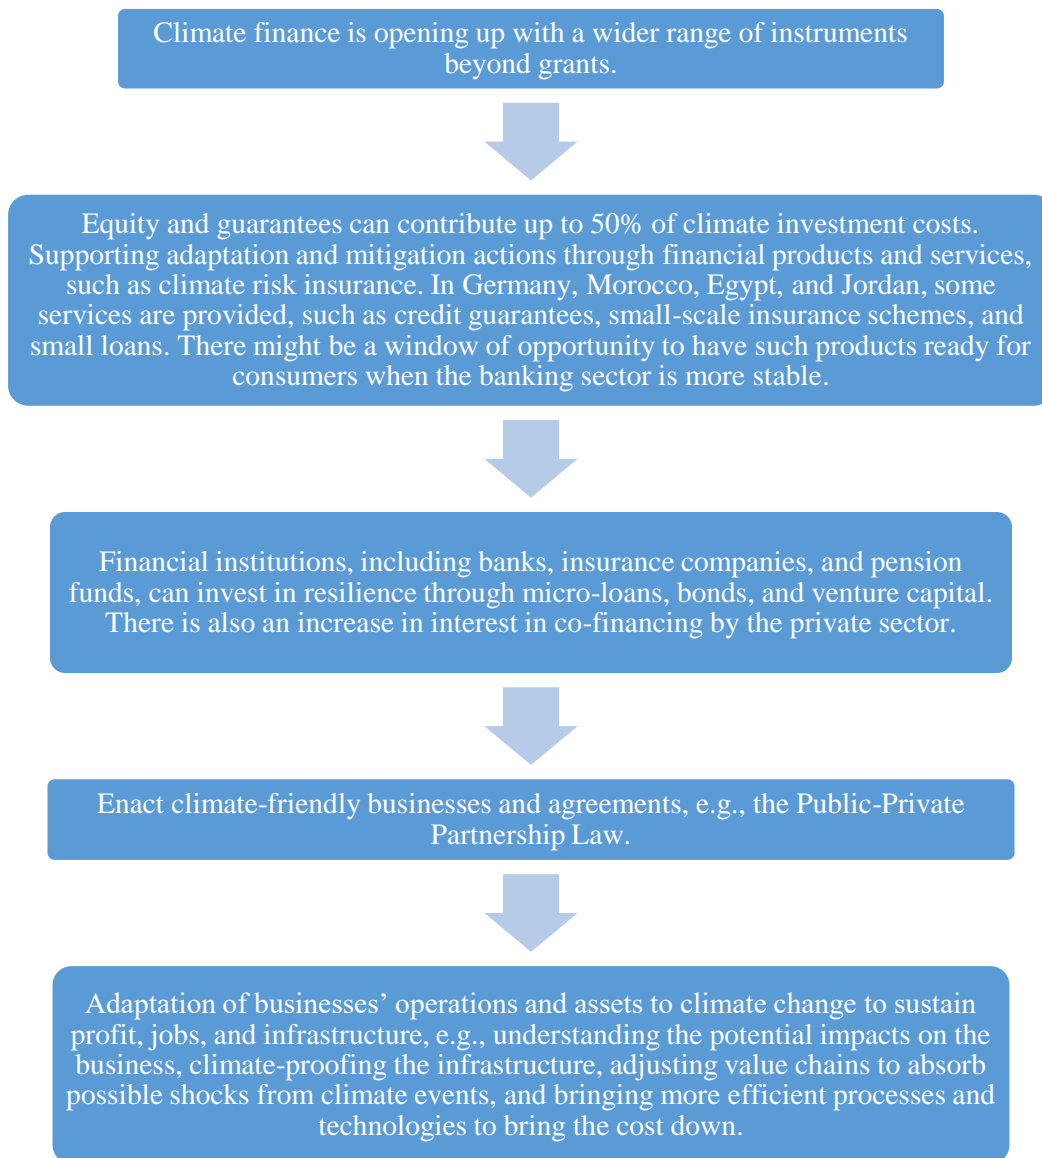 Climate finance is opening up with a wider range of instruments
beyond grants.
Equity and guarantees can contribute up to 50% of climate investment costs.
Supporting adaptation and mitigation actions through financial products and services,
such as climate risk insurance. In Germany, Morocco, Egypt, and Jordan, some
services are provided, such as credit guarantees, small-scale insurance schemes, and
small loans. There might be a window of opportunity to have such products ready for
consumers when the banking sector is more stable.
Financial institutions, including banks, insurance companies, and pension
funds, can invest in resilience through micro-loans, bonds, and venture capital.
There is also an increase in interest in co-financing by the private sector.
Enact climate-friendly businesses and agreements, e.g., the Public-Private
Partnership Law.
Adaptation of businesses’ operations and assets to climate change to sustain
profit, jobs, and infrastructure, e.g., understanding the potential impacts on the
business, climate-proofing the infrastructure, adjusting value chains to absorb
possible shocks from climate events, and bringing more efficient processes and
technologies to bring the cost down.